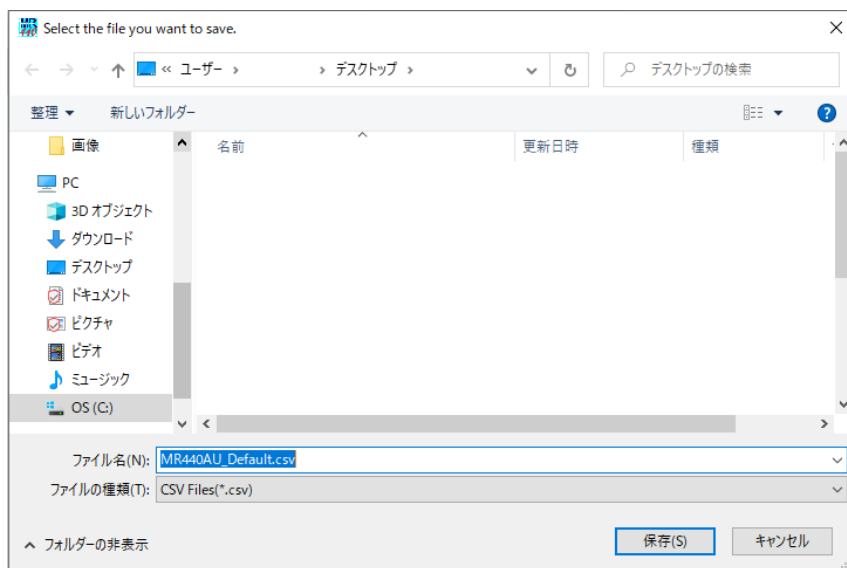 Select the file you want to save.
« ユーザー › › デスクトップ ›
デスクトップの検索
整理 新しいフォルダー
画像
名前 更新日時 種類
PC
3D オブジェクト
ダウンロード
デスクトップ
ドキュメント
ピクチャ
ビデオ
ミュージック
OS (C:)
ファイル名(N): MR440AU_Default.csv
ファイルの種類(T): CSV Files(*.csv)
フォルダーの非表示
保存(S) キャンセル